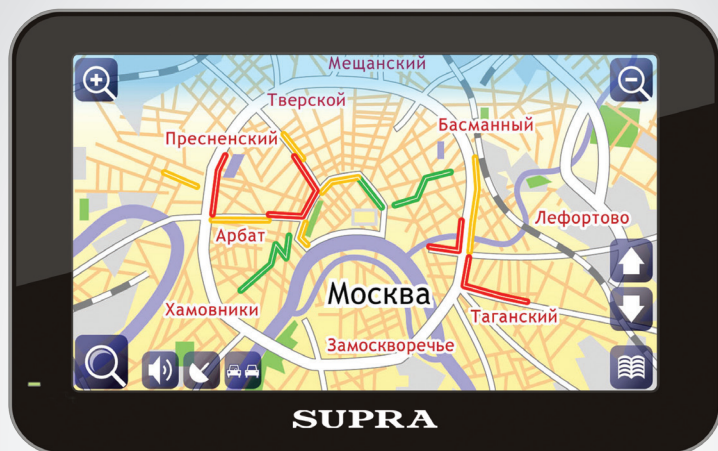 Мещанский
Тверской
Басманный
Пресненский
Лефортово
Арбат
Москва
Хамовники
Таганский
Замоскворечье
SUPRA